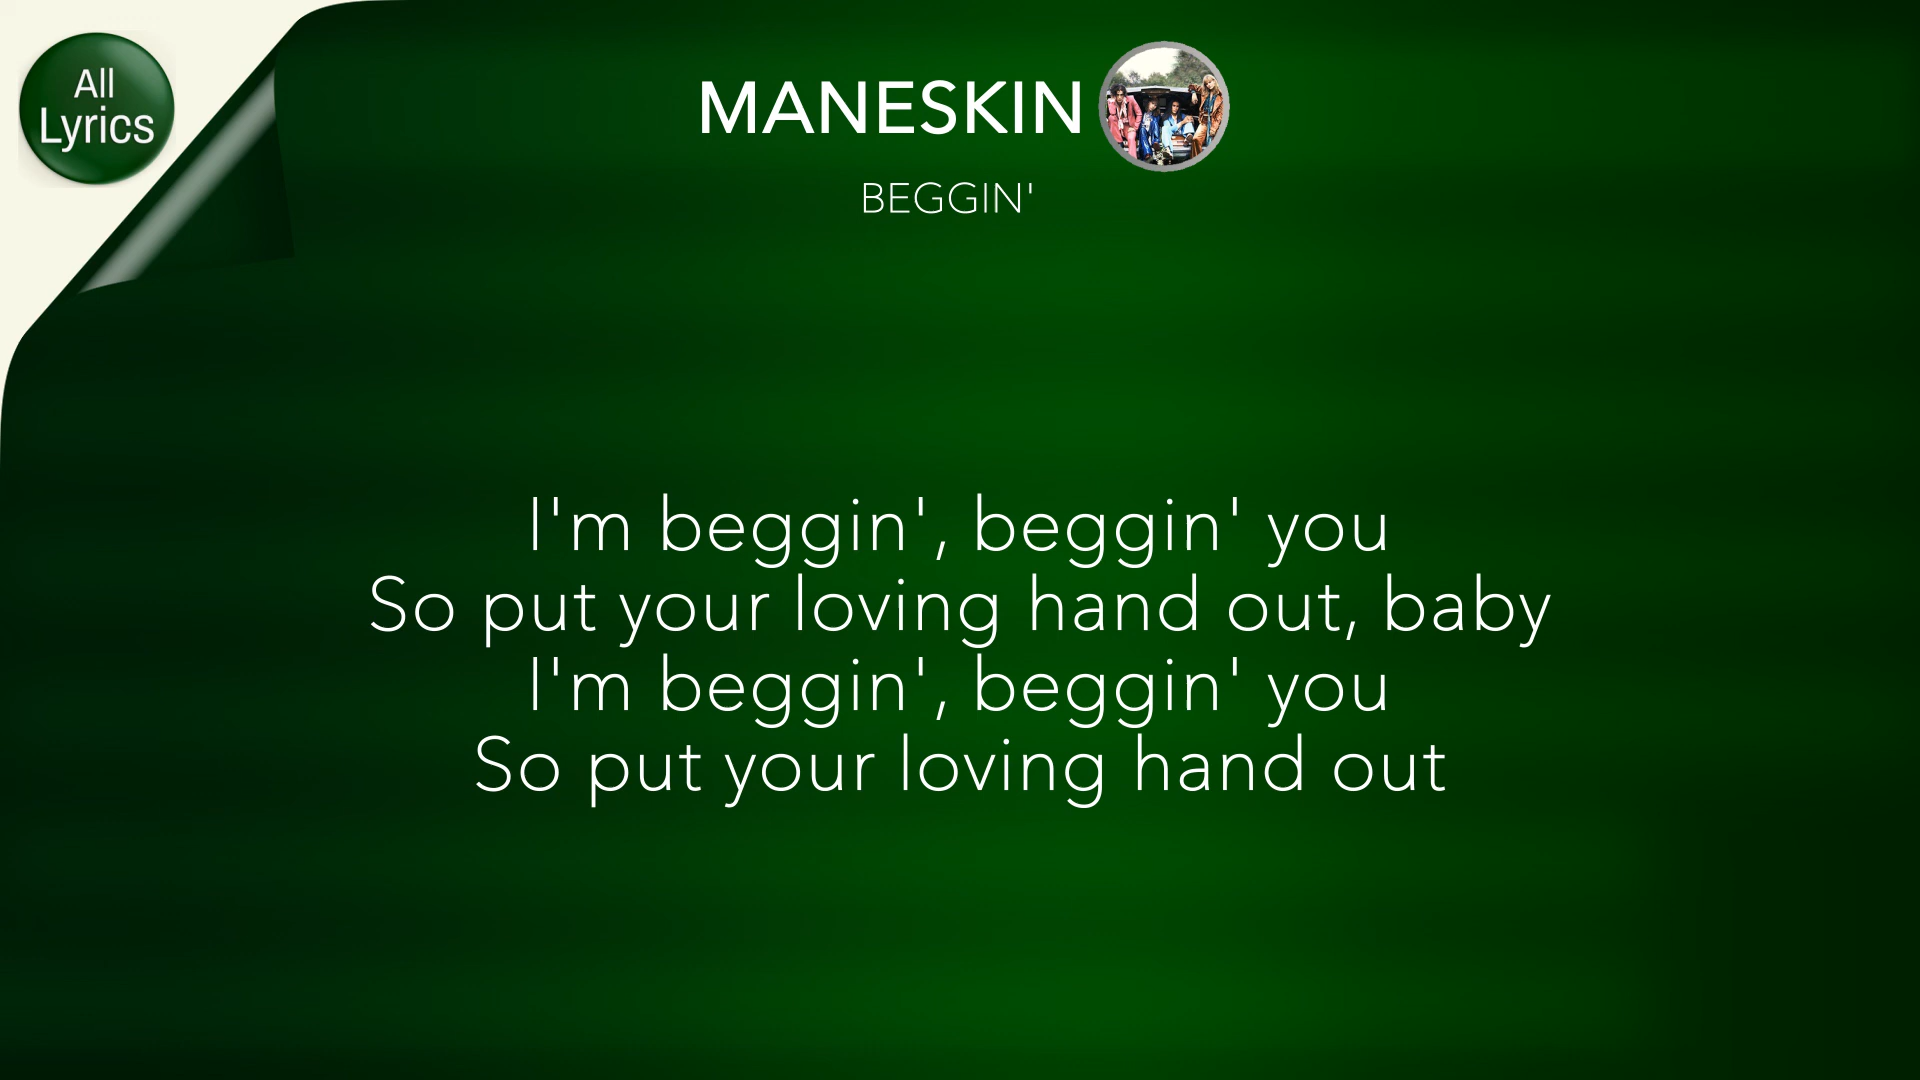 All
Lyrics
MANESKIN
BEGGIN'
I'm beggin', beggin' you
So put your loving hand out, baby
I'm beggin', beggin' you
So put your loving hand out